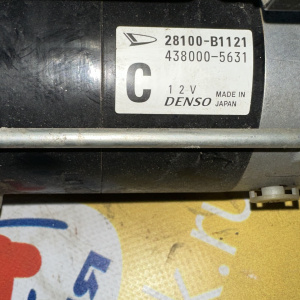 28100-B1121
438000-5631
C
12V
DENSO
MADE IN
JAPAN